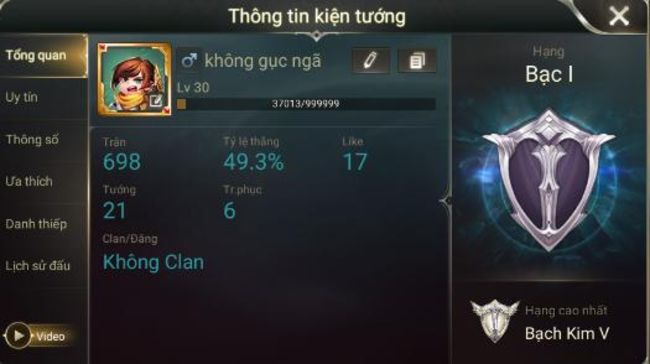 Thông tin kiện tướng
Tổng quan
Uy tín
Thông số
Ưa thích
Danh thiếp
Lịch sử đấu
Video
không gục ngã
Lv 30
37013/999999
Trận
698
Tỷ lệ thắng
49.3%
Like
17
Tướng
21
Tr.phục
6
Clan/Đảng
Không Clan
Hạng
Bạc I
Hạng cao nhất
Bạch Kim V